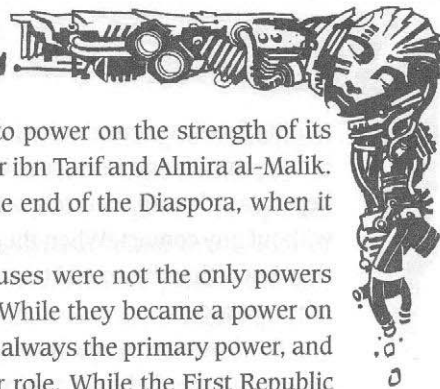 to power on the strength of its
r ibn Tarif and Almira al-Malik.
e end of the Diaspora, when it
uses were not the only powers
While they became a power on
always the primary power, and
r role. While the First Republic